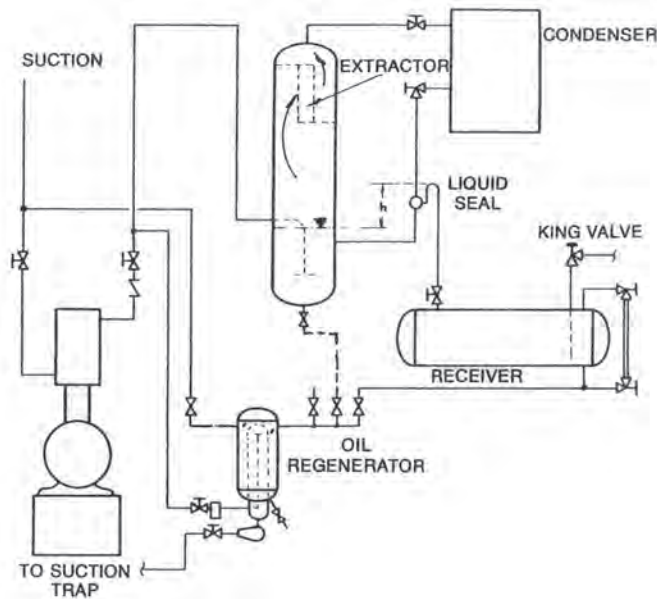 SUCTION
EXTRACTOR
CONDENSER
LIQUID
SEAL
h
KING VALVE
RECEIVER
OIL
REGENERATOR
TO SUCTION
TRAP